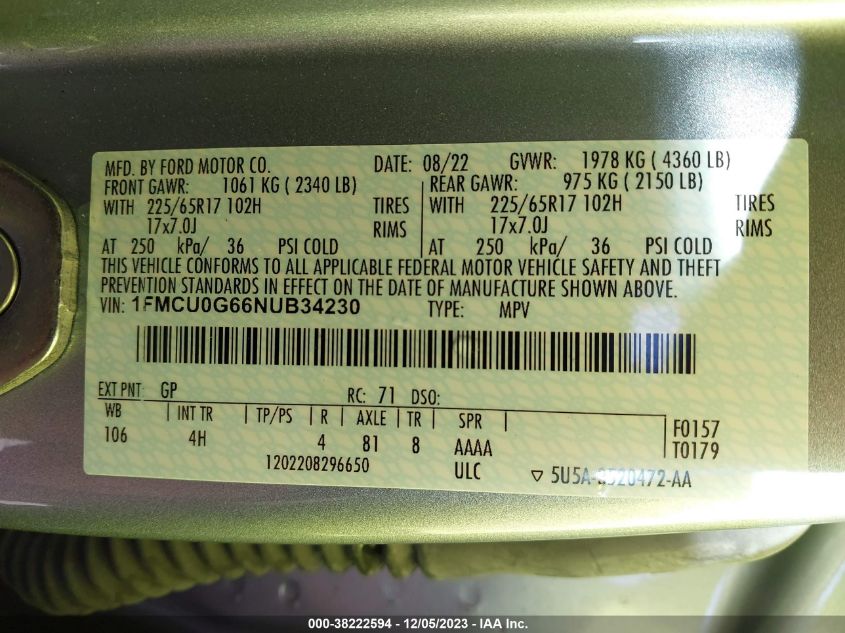 MFD. BY FORD MOTOR CO. DATE: 08/22 GVWR: 1978 KG ( 4360 LB)
FRONT GAWR: 1061 KG ( 2340 LB) REAR GAWR: 975 KG ( 2150 LB)
WITH 225/65R17 102H TIRES WITH 225/65R17 102H TIRES
17x7.0J RIMS 17x7.0J RIMS
AT 250 kPa/ 36 PSI COLD AT 250 kPa/ 36 PSI COLD
THIS VEHICLE CONFORMS TO ALL APPLICABLE FEDERAL MOTOR VEHICLE SAFETY AND THEFT
PREVENTION STANDARDS IN EFFECT ON THE DATE OF MANUFACTURE SHOWN ABOVE.
VIN: 1FMCU0G66NUB34230 TYPE: MPV
EXT PNT: GP RC: 71 DSO:
WB | INT TR | TP/PS | R | AXLE | TR | SPR | F0157
106 4H 4 81 8 AAAA T0179
1202208296650 ULC ▽ 5U5A-
000-38222594 - 12/05/2023 - IAA Inc.